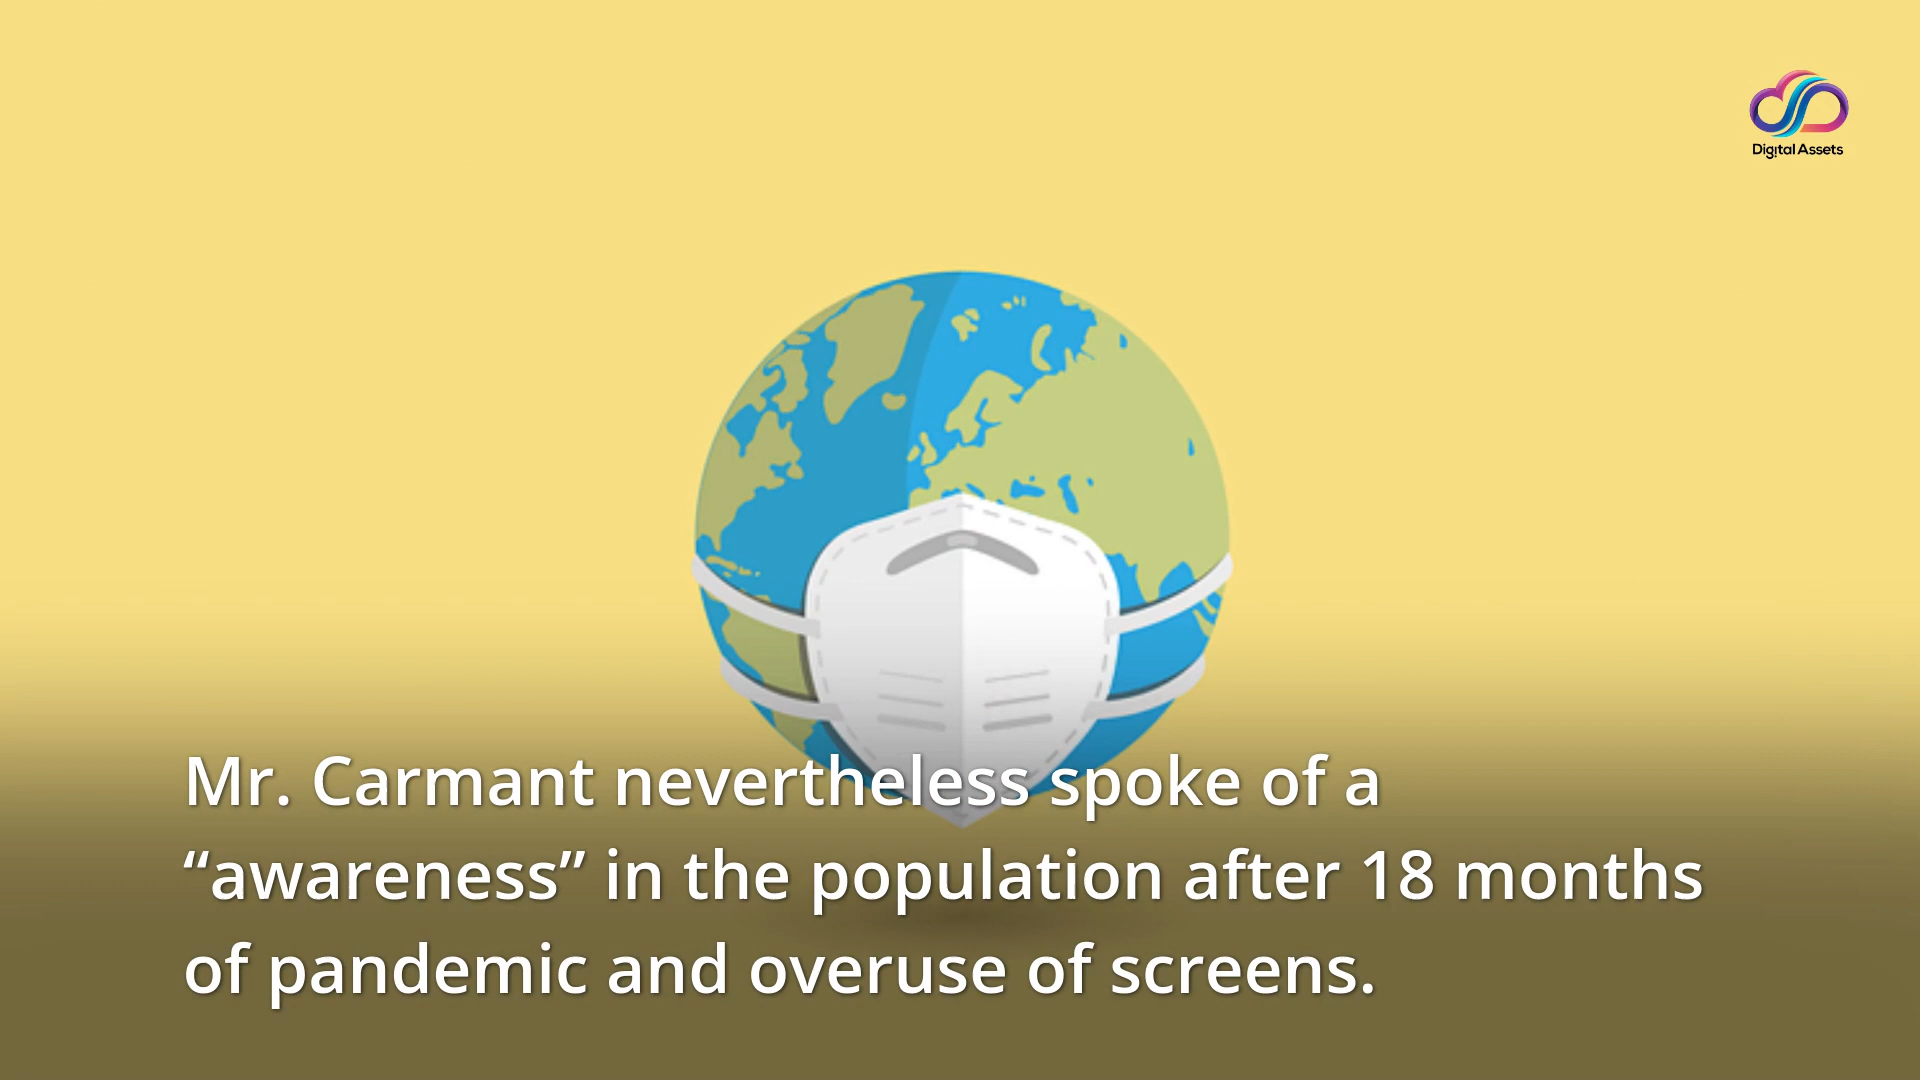 Digital Assets
Mr. Carmant nevertheless spoke of a
“awareness” in the population after 18 months
of pandemic and overuse of screens.